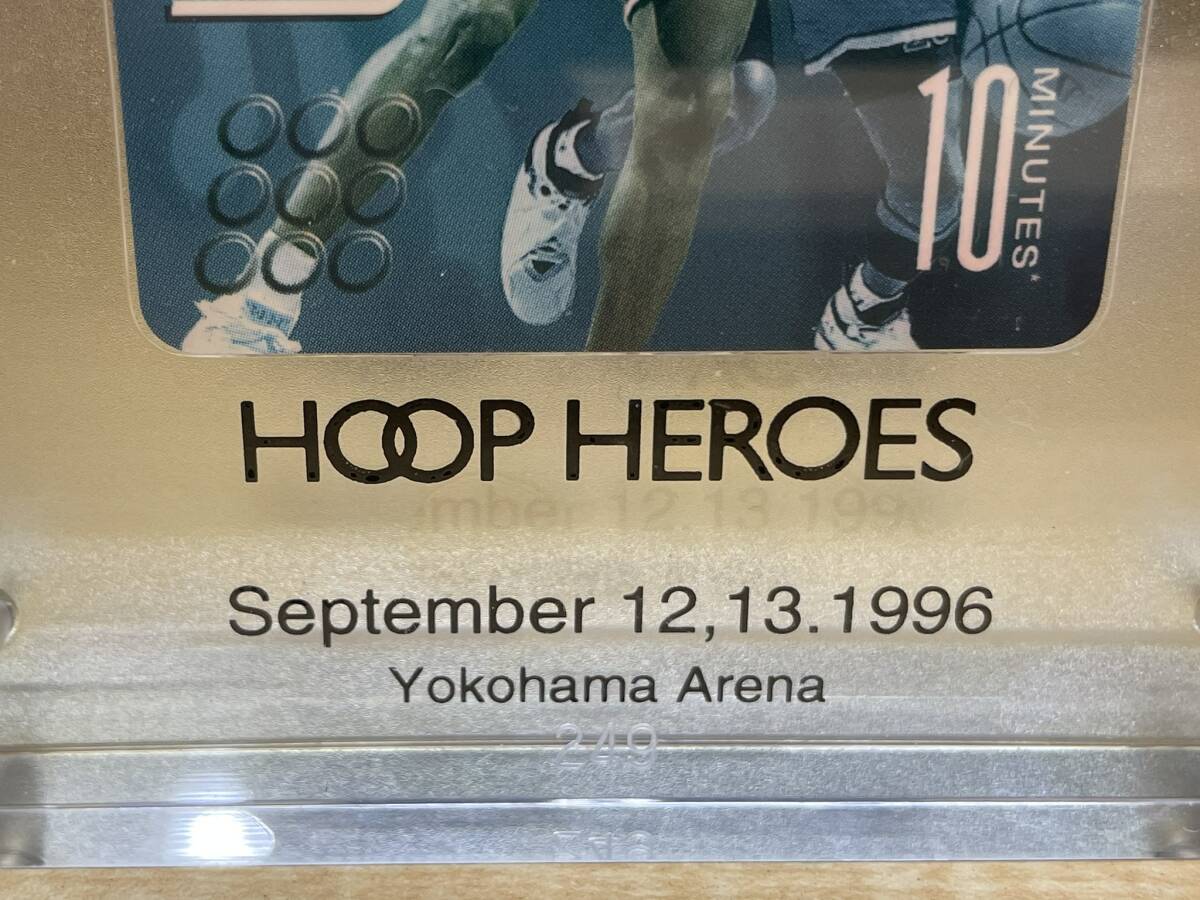 10
MINUTES*
HOOP HEROES
September 12,13.1996
Yokohama Arena
249